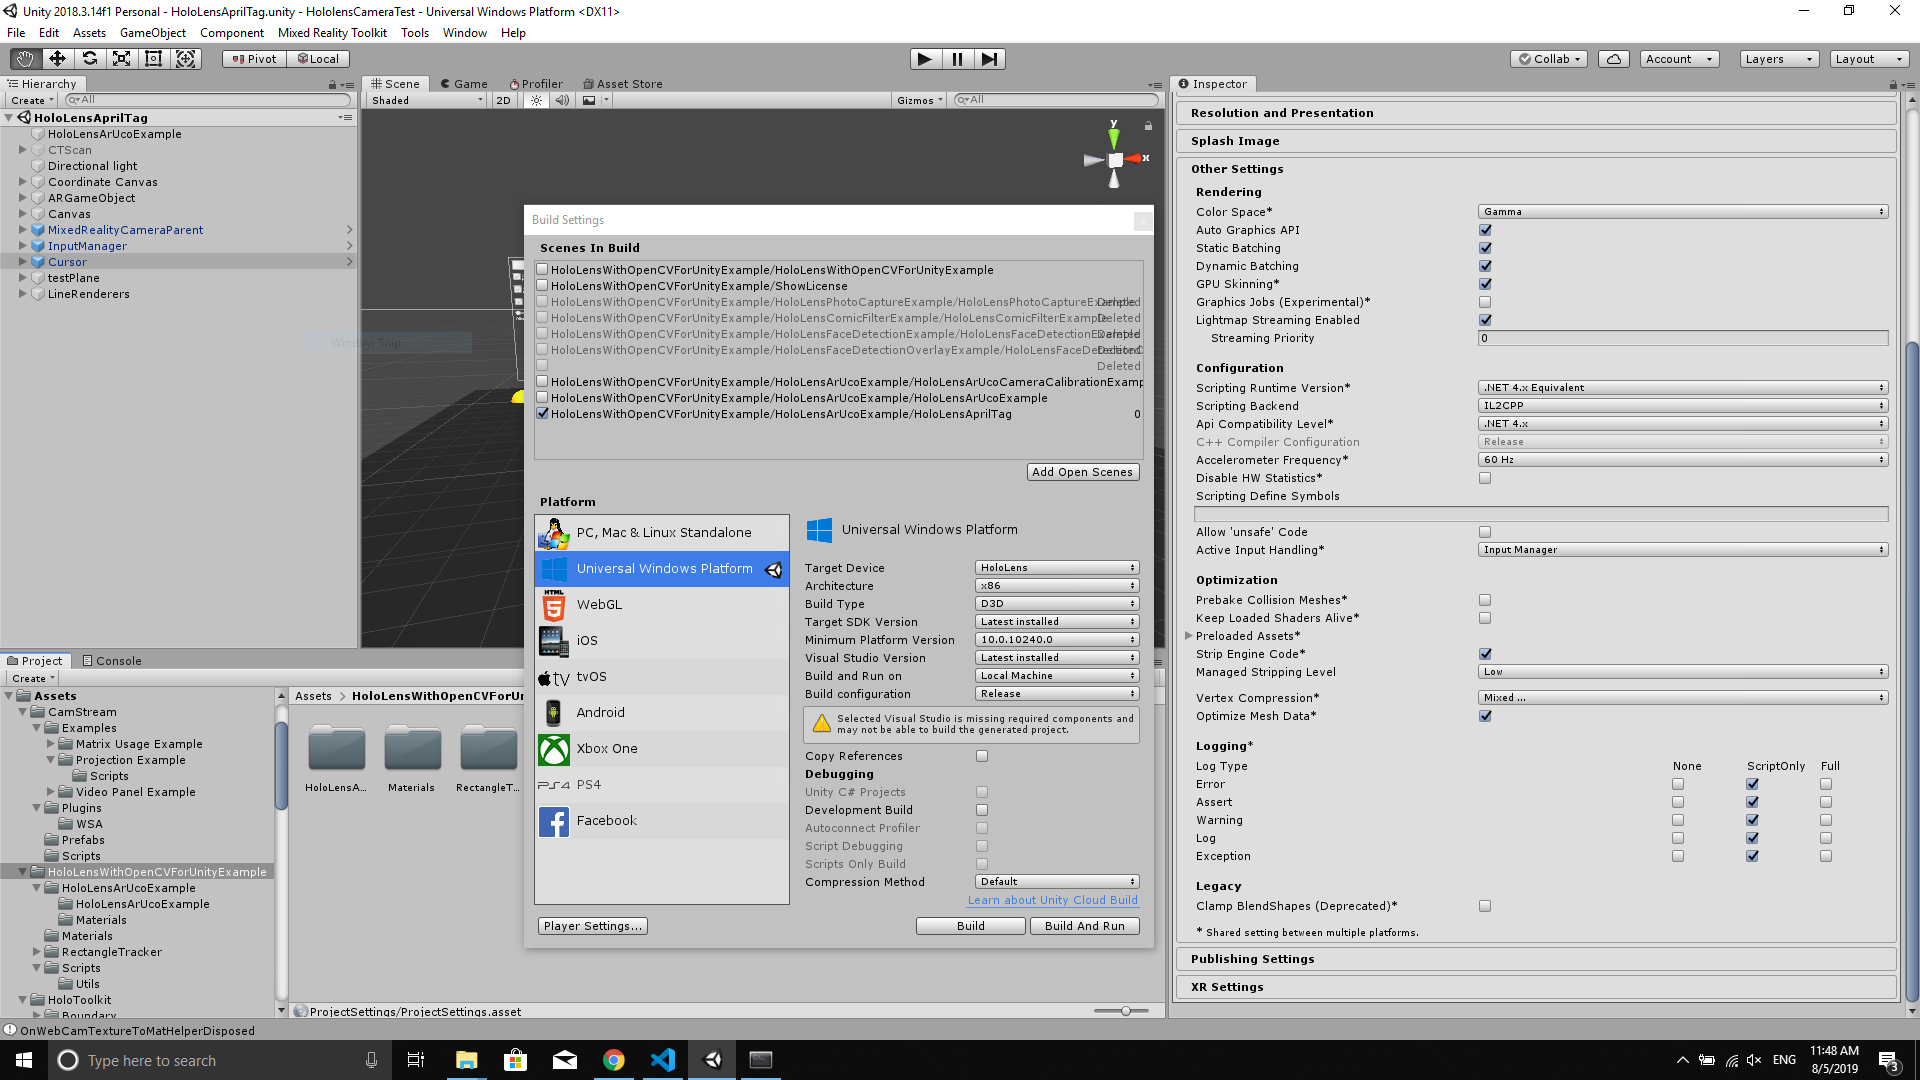 Unity 2018.3.14f1 Personal - HoloLensAprilTag.unity - HololensCameraTest - Universal Windows Platform <DX11>
File Edit Assets GameObject Component Mixed Reality Toolkit Tools Window Help
Pivot Local Collab Account Layers Layout
Hierarchy
Create All
HoloLensAprilTag
HoloLensArUcoExample
CTScan
Directional light
Coordinate Canvas
ARGameObject
Canvas
MixedRealityCameraParent
InputManager
Cursor
testPlane
LineRenderers
Scene Game Profiler Asset Store
Shaded 2D Gizmos All
y
x
Window Snip
Build Settings
Scenes In Build
HoloLensWithOpenCVForUnityExample/HoloLensWithOpenCVForUnityExample
HoloLensWithOpenCVForUnityExample/ShowLicense
HoloLensWithOpenCVForUnityExample/HoloLensPhotoCaptureExample/HoloLensPhotoCaptureExample Deleted
HoloLensWithOpenCVForUnityExample/HoloLensComicFilterExample/HoloLensComicFilterExample Deleted
HoloLensWithOpenCVForUnityExample/HoloLensFaceDetectionExample/HoloLensFaceDetectionExample Deleted
HoloLensWithOpenCVForUnityExample/HoloLensFaceDetectionOverlayExample/HoloLensFaceDetectionO Deleted
Deleted
HoloLensWithOpenCVForUnityExample/HoloLensArUcoExample/HoloLensArUcoCameraCalibrationExamp
HoloLensWithOpenCVForUnityExample/HoloLensArUcoExample/HoloLensArUcoExample
HoloLensWithOpenCVForUnityExample/HoloLensArUcoExample/HoloLensAprilTag 0
Add Open Scenes
Platform
PC, Mac & Linux Standalone
Universal Windows Platform
HTML
WebGL
iOS
tv tvOS
Android
Xbox One
PS4 PS4
Facebook
Universal Windows Platform
Target Device HoloLens
Architecture x86
Build Type D3D
Target SDK Version Latest installed
Minimum Platform Version 10.0.10240.0
Visual Studio Version Latest installed
Build and Run on Local Machine
Build configuration Release
Selected Visual Studio is missing required components and
may not be able to build the generated project.
Copy References
Debugging
Unity C# Projects
Development Build
Autoconnect Profiler
Script Debugging
Scripts Only Build
Compression Method Default
Learn about Unity Cloud Build
Player Settings... Build Build And Run
Project Console
Create
Assets
CamStream
Examples
Matrix Usage Example
Projection Example
Scripts
Video Panel Example
Plugins
WSA
Prefabs
Scripts
HoloLensWithOpenCVForUnityExample
HoloLensArUcoExample
HoloLensArUcoExample
Materials
Materials
RectangleTracker
Scripts
Utils
HoloToolkit
Boundary
Assets HoloLensWithOpenCVForUr
HoloLensA... Materials RectangleT...
ProjectSettings/ProjectSettings.asset
Inspector
Resolution and Presentation
Splash Image
Other Settings
Rendering
Color Space* Gamma
Auto Graphics API
Static Batching
Dynamic Batching
GPU Skinning*
Graphics Jobs (Experimental)*
Lightmap Streaming Enabled
Streaming Priority 0
Configuration
Scripting Runtime Version* .NET 4.x Equivalent
Scripting Backend IL2CPP
Api Compatibility Level* .NET 4.x
C++ Compiler Configuration Release
Accelerometer Frequency* 60 Hz
Disable HW Statistics*
Scripting Define Symbols
Allow 'unsafe' Code
Active Input Handling* Input Manager
Optimization
Prebake Collision Meshes*
Keep Loaded Shaders Alive*
Preloaded Assets*
Strip Engine Code*
Managed Stripping Level Low
Vertex Compression* Mixed ...
Optimize Mesh Data*
Logging*
Log Type None ScriptOnly Full
Error
Assert
Warning
Log
Exception
Legacy
Clamp BlendShapes (Deprecated)*
* Shared setting between multiple platforms.
Publishing Settings
XR Settings
OnWebCamTextureToMatHelperDisposed
Type here to search
ENG
11:48 AM
8/5/2019
3